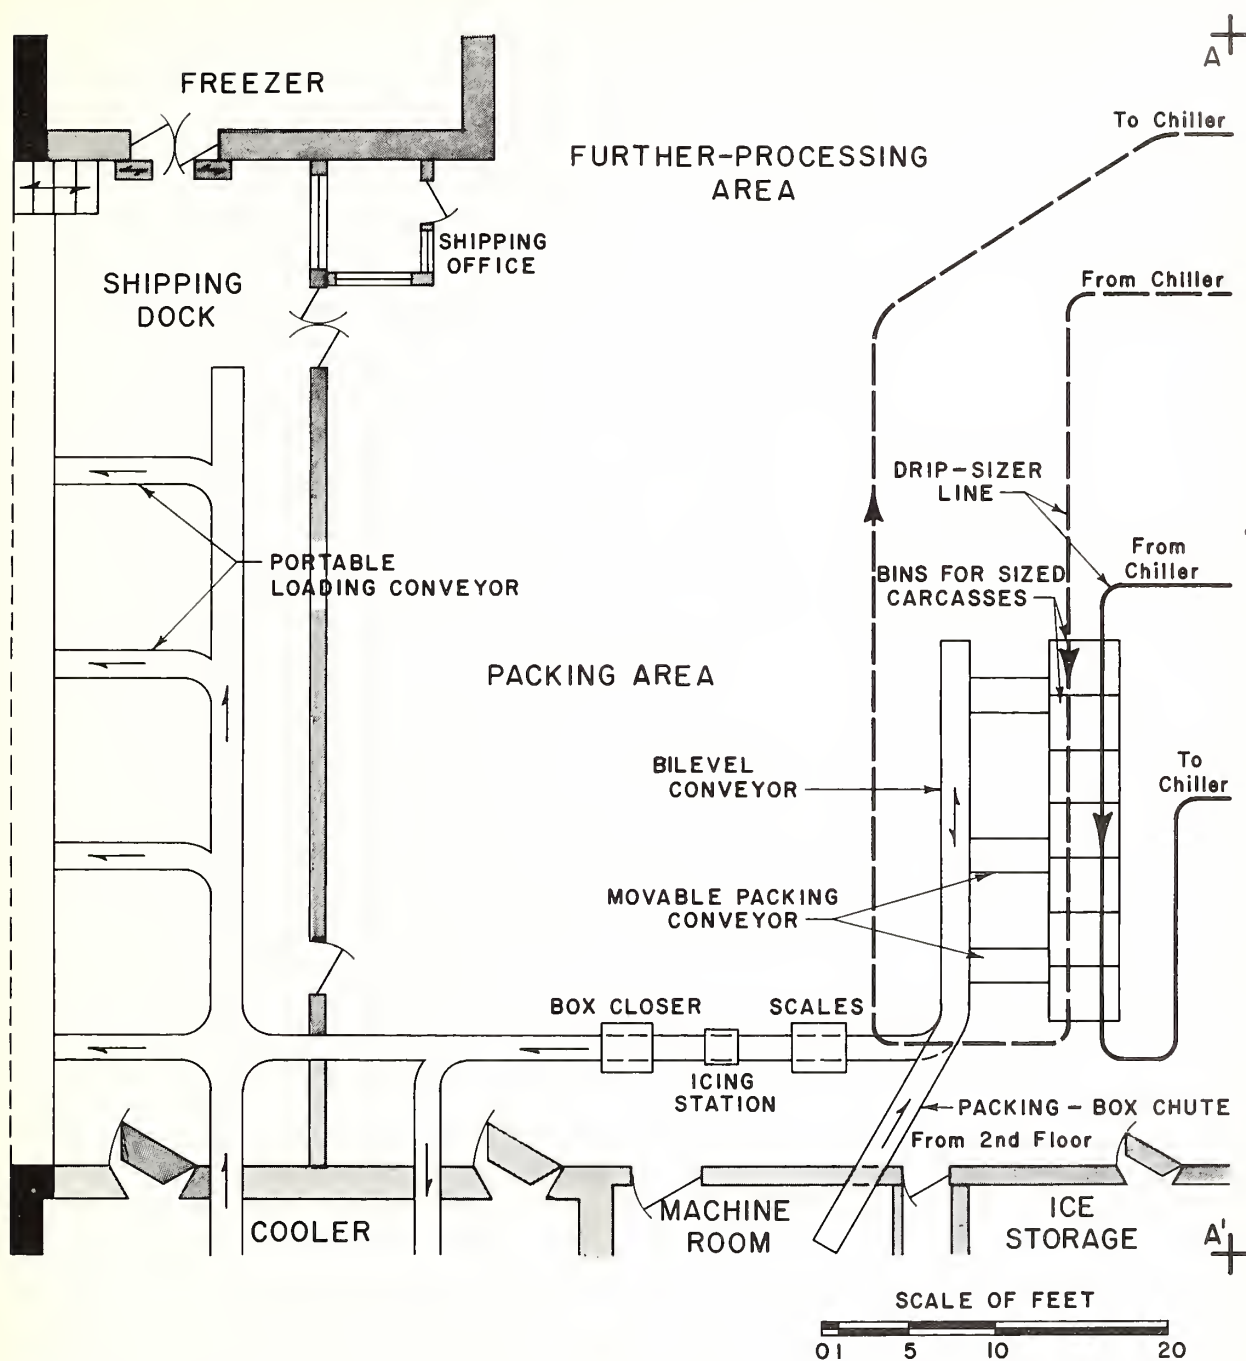 FREEZER
A
To Chiller
FURTHER-PROCESSING
AREA
SHIPPING
OFFICE
From Chiller
SHIPPING
DOCK
DRIP-SIZER
LINE
From
Chiller
PORTABLE
LOADING CONVEYOR
BINS FOR SIZED
CARCASSES
PACKING AREA
BILEVEL
CONVEYOR
To
Chiller
MOVABLE PACKING
CONVEYOR
BOX CLOSER
SCALES
ICING
STATION
PACKING - BOX CHUTE
From 2nd Floor
COOLER
MACHINE
ROOM
ICE
STORAGE
A'
SCALE OF FEET
0 1 5 10 20